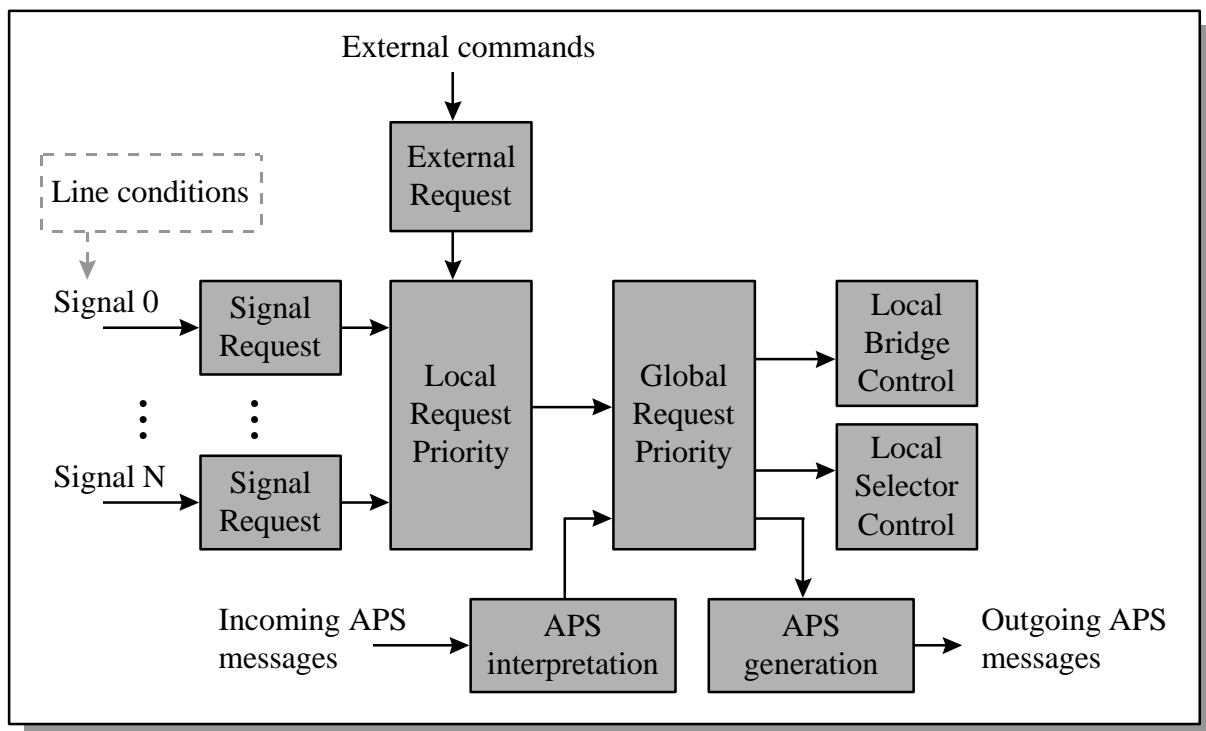 External commands
External
Request
Line conditions
Signal 0
Signal
Request
Local
Request
Priority
Global
Request
Priority
Local
Bridge
Control
Signal N
Signal
Request
Local
Selector
Control
Incoming APS
messages
APS
interpretation
APS
generation
Outgoing APS
messages